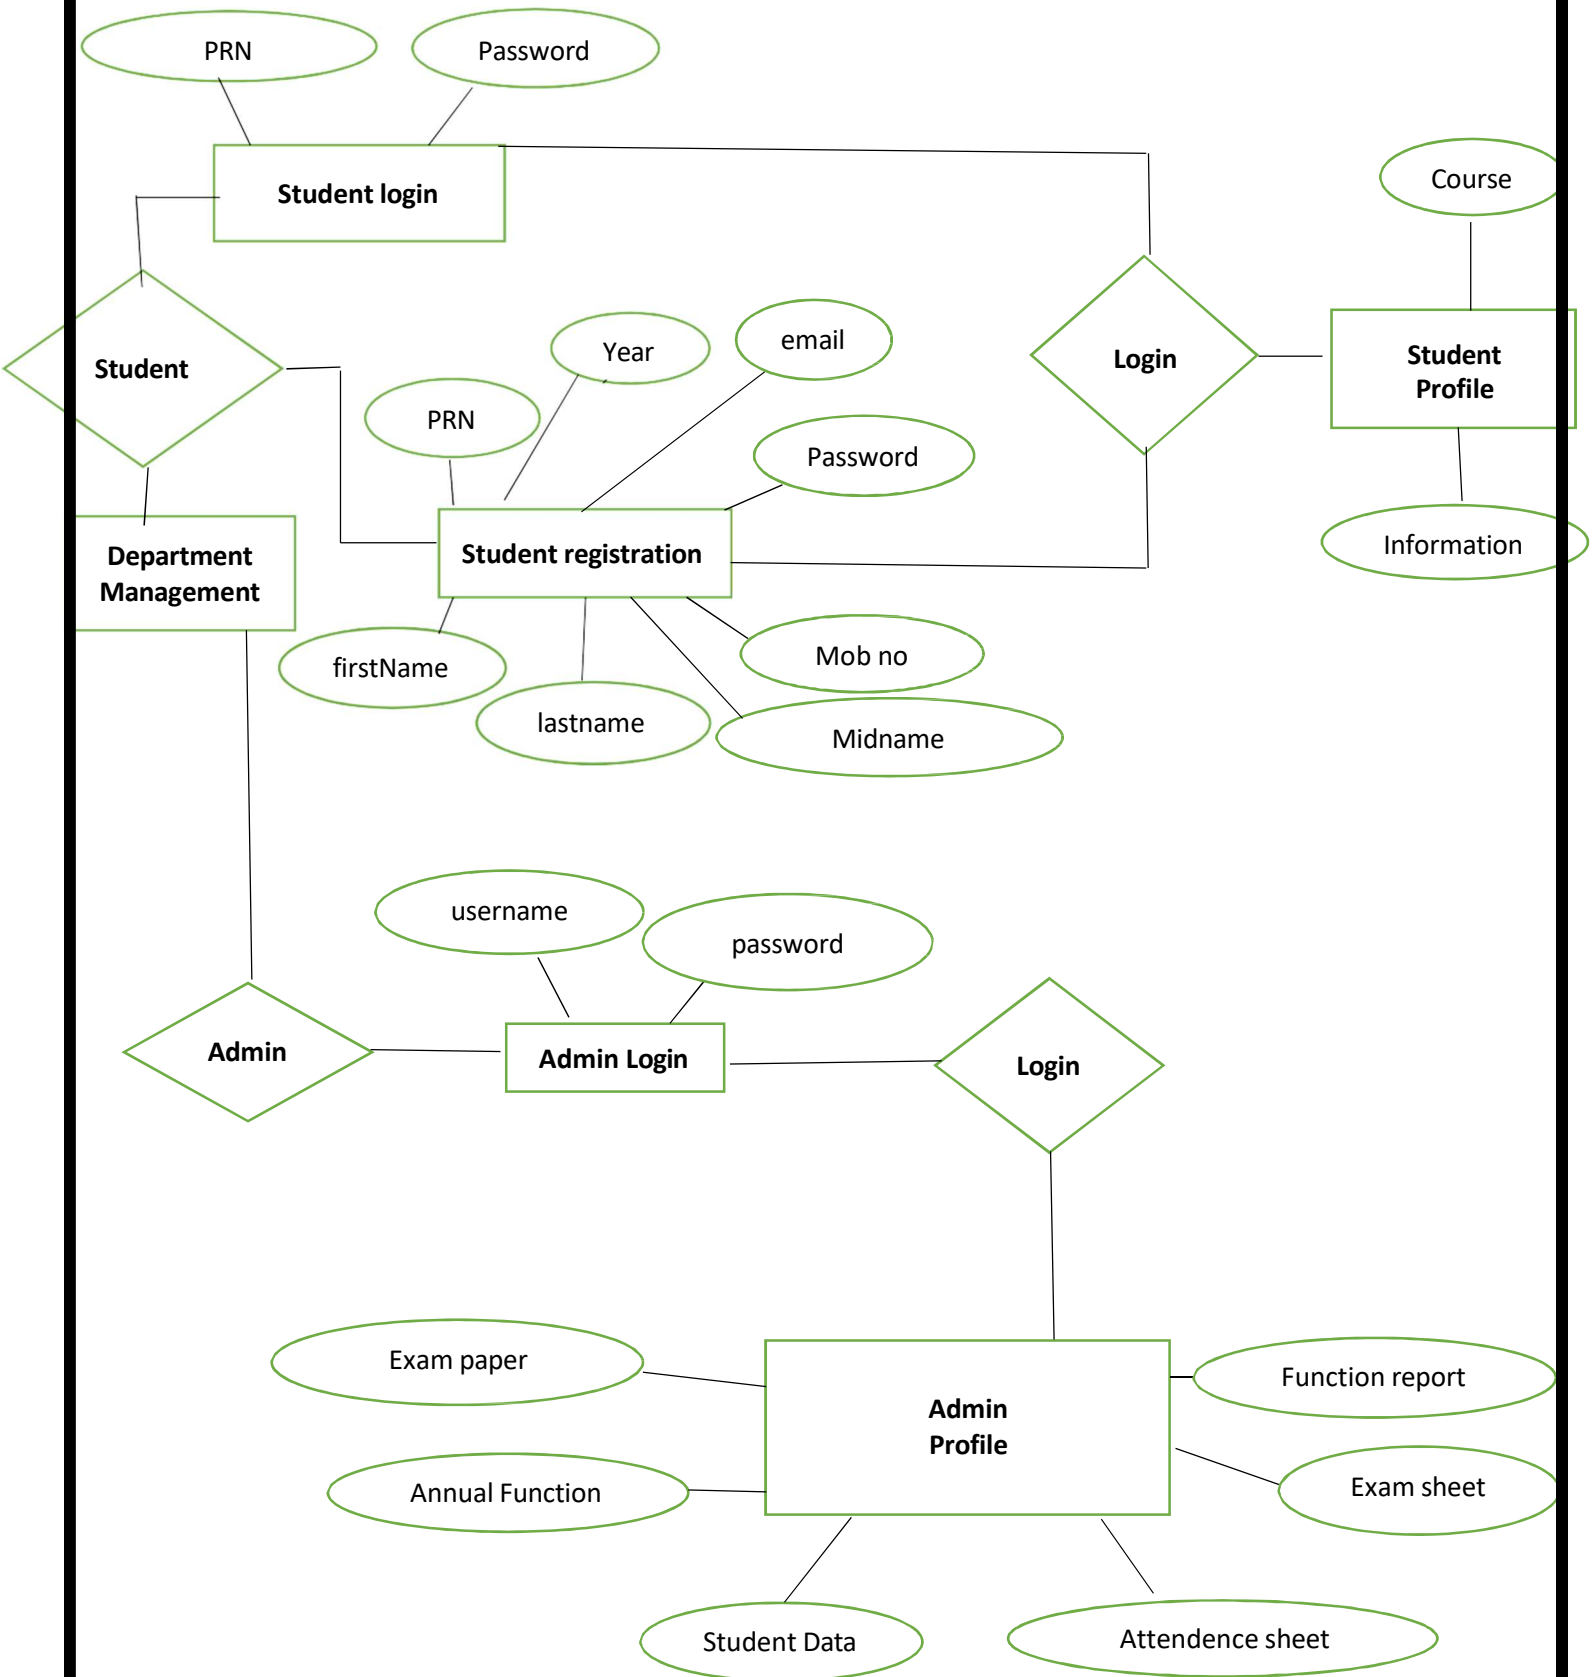 PRN
Password
Student login
Course
Student
Year
email
Login
Student
Profile
PRN
Password
Department
Management
Student registration
Information
firstName
Mob no
lastname
Midname
username
password
Admin
Admin Login
Login
Exam paper
Function report
Admin
Profile
Annual Function
Exam sheet
Student Data
Attendence sheet